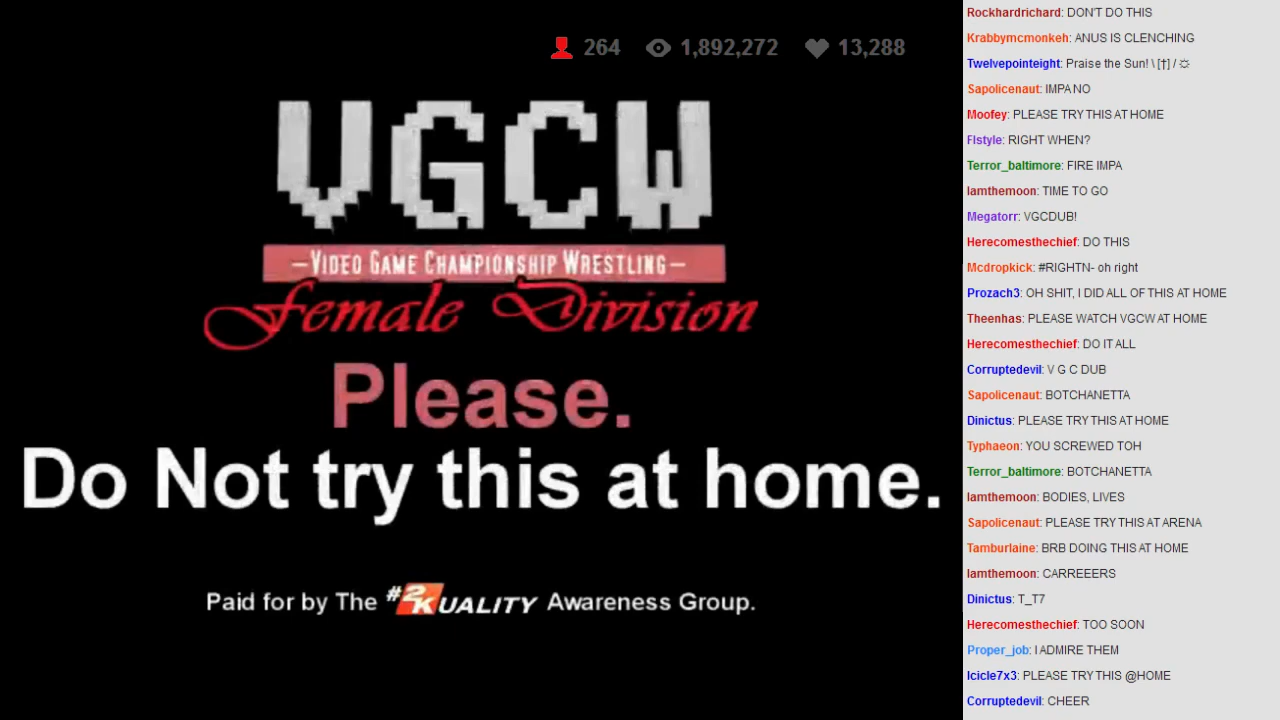 264 1,892,272 13,288
VGCW
—VIDEO GAME CHAMPIONSHIP WRESTLING—
Female Division
Please.
Do Not try this at home.
Paid for by The #2KUALITY Awareness Group.
Rockhardrichard: DON'T DO THIS
Krabbymcmonkeh: ANUS IS CLENCHING
Twelvepointeight: Praise the Sun! \ [†] / ☼
Sapolicenaut: IMPA NO
Moofey: PLEASE TRY THIS AT HOME
Flstyle: RIGHT WHEN?
Terror_baltimore: FIRE IMPA
Iamthemoon: TIME TO GO
Megatorr: VGCDUB!
Herecomesthechief: DO THIS
Mcdropkick: #RIGHTN- oh right
Prozach3: OH SHIT, I DID ALL OF THIS AT HOME
Theenhas: PLEASE WATCH VGCW AT HOME
Herecomesthechief: DO IT ALL
Corruptedevil: V G C DUB
Sapolicenaut: BOTCHANETTA
Dinictus: PLEASE TRY THIS AT HOME
Typhaeon: YOU SCREWED TOH
Terror_baltimore: BOTCHANETTA
Iamthemoon: BODIES, LIVES
Sapolicenaut: PLEASE TRY THIS AT ARENA
Tamburlaine: BRB DOING THIS AT HOME
Iamthemoon: CARREEERS
Dinictus: T_T7
Herecomesthechief: TOO SOON
Proper_job: I ADMIRE THEM
Icicle7x3: PLEASE TRY THIS @HOME
Corruptedevil: CHEER